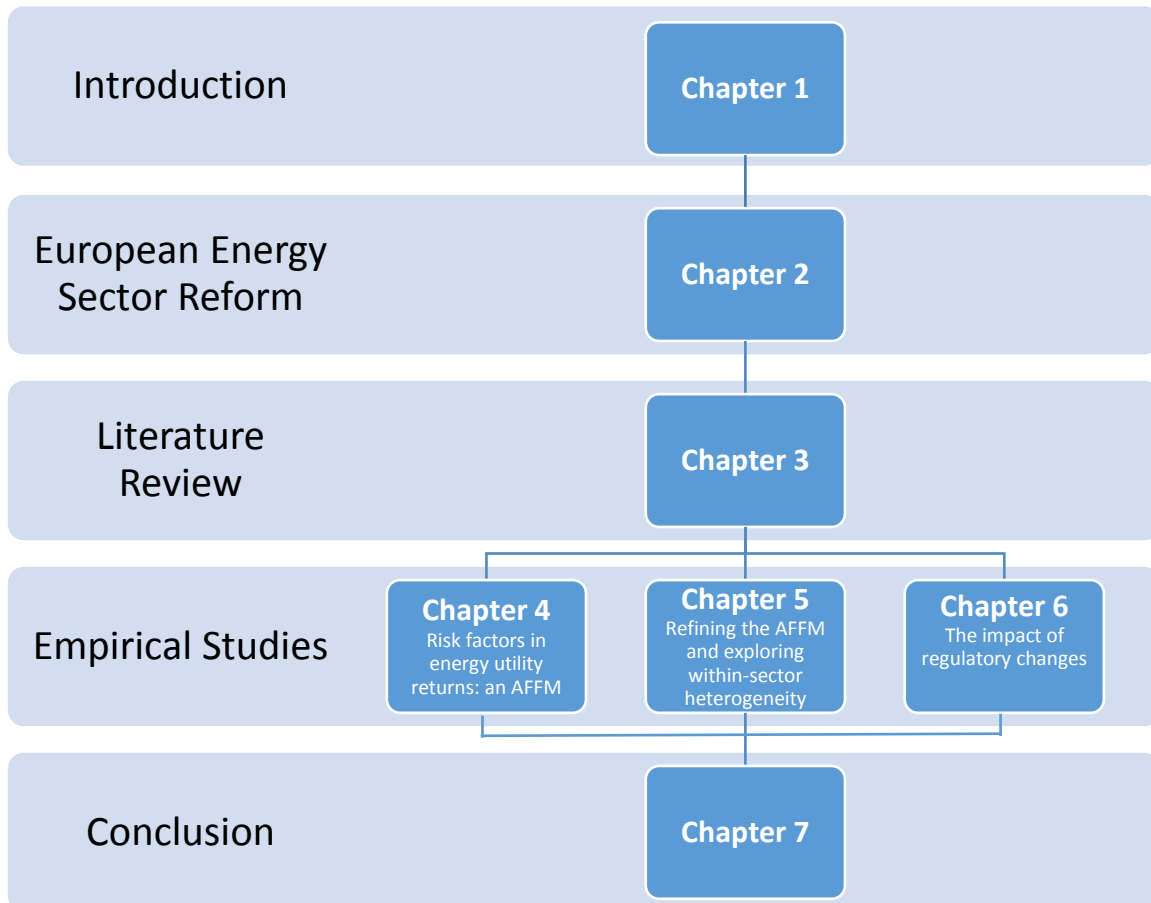 Introduction
Chapter 1
European Energy
Sector Reform
Chapter 2
Literature
Review
Chapter 3
Empirical Studies
Chapter 4
Risk factors in
energy utility
returns: an AFFM
Chapter 5
Refining the AFFM
and exploring
within-sector
heterogeneity
Chapter 6
The impact of
regulatory changes
Conclusion
Chapter 7